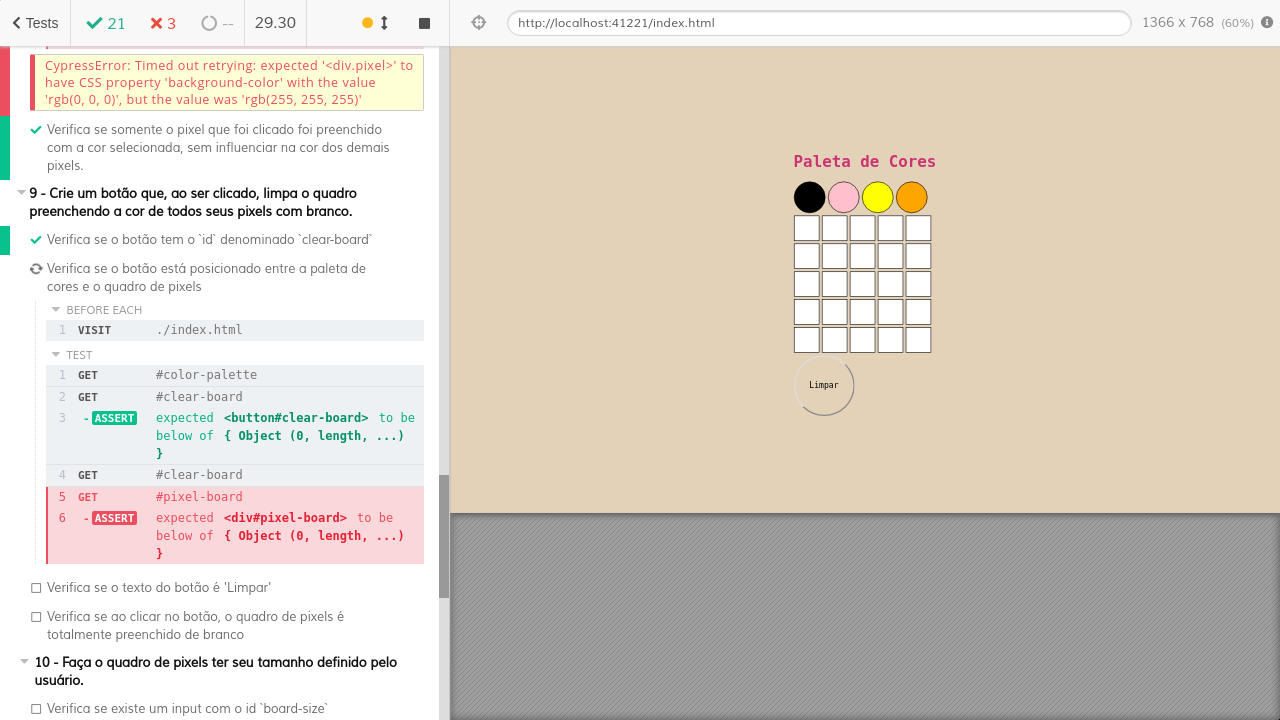 Tests
21
3
--
29.30
http://localhost:41221/index.html
1366 x 768 (60%)
CypressError: Timed out retrying: expected '<div.pixel>' to
have CSS property 'background-color' with the value
'rgb(0, 0, 0)', but the value was 'rgb(255, 255, 255)'
Verifica se somente o pixel que foi clicado foi preenchido
com a cor selecionada, sem influenciar na cor dos demais
pixels.
9 - Crie um botão que, ao ser clicado, limpa o quadro
preenchendo a cor de todos seus pixels com branco.
Verifica se o botão tem o `id` denominado `clear-board`
Verifica se o botão está posicionado entre a paleta de
cores e o quadro de pixels
BEFORE EACH
1 VISIT ./index.html
TEST
1 GET #color-palette
2 GET #clear-board
3 - ASSERT expected <button#clear-board> to be
below of { Object (0, length, ...)
}
4 GET #clear-board
5 GET #pixel-board
6 - ASSERT expected <div#pixel-board> to be
below of { Object (0, length, ...)
}
Verifica se o texto do botão é 'Limpar'
Verifica se ao clicar no botão, o quadro de pixels é
totalmente preenchido de branco
10 - Faça o quadro de pixels ter seu tamanho definido pelo
usuário.
Verifica se existe um input com o id `board-size`
Paleta de Cores
Limpar